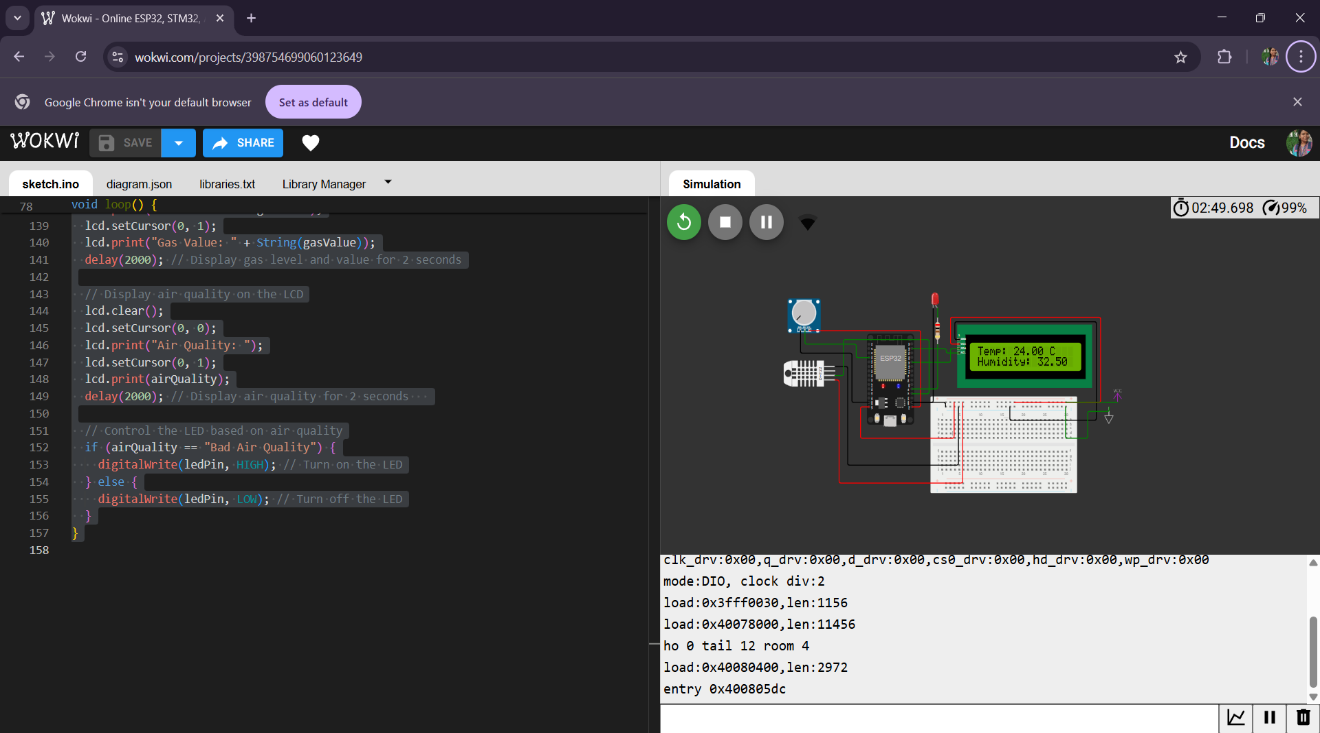 Wokwi - Online ESP32, STM32,
wokwi.com/projects/398754699060123649
Google Chrome isn't your default browser
Set as default
WOKWI
SAVE
SHARE
Docs
sketch.ino
diagram.json
libraries.txt
Library Manager
78 void loop() {
139 lcd.setCursor(0, 1);
140 lcd.print("Gas Value: " + String(gasValue));
141 delay(2000); // Display gas level and value for 2 seconds
142
143 // Display air quality on the LCD
144 lcd.clear();
145 lcd.setCursor(0, 0);
146 lcd.print("Air Quality: ");
147 lcd.setCursor(0, 1);
148 lcd.print(airQuality);
149 delay(2000); // Display air quality for 2 seconds
150
151 // Control the LED based on air quality
152 if (airQuality == "Bad Air Quality") {
153 digitalWrite(ledPin, HIGH); // Turn on the LED
154 } else {
155 digitalWrite(ledPin, LOW); // Turn off the LED
156 }
157 }
158
Simulation
02:49.698 99%
ESP32
Temp: 24.00 C
Humidity: 32.50
clk_drv:0x00,q_drv:0x00,d_drv:0x00,cs0_drv:0x00,hd_drv:0x00,wp_drv:0x00
mode:DIO, clock div:2
load:0x3fff0030,len:1156
load:0x40078000,len:11456
ho 0 tail 12 room 4
load:0x40080400,len:2972
entry 0x400805dc